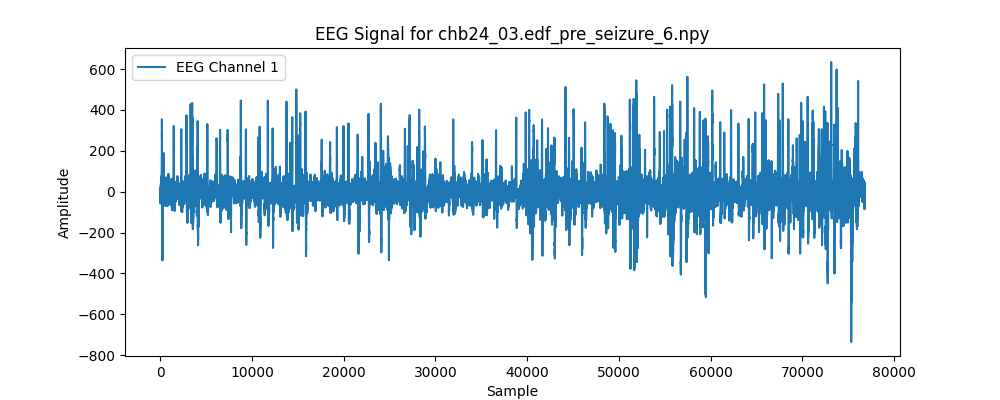 EEG Signal for chb24_03.edf_pre_seizure_6.npy
EEG Channel 1
600
400
200
0
−200
−400
−600
−800
Amplitude
0 10000 20000 30000 40000 50000 60000 70000 80000
Sample